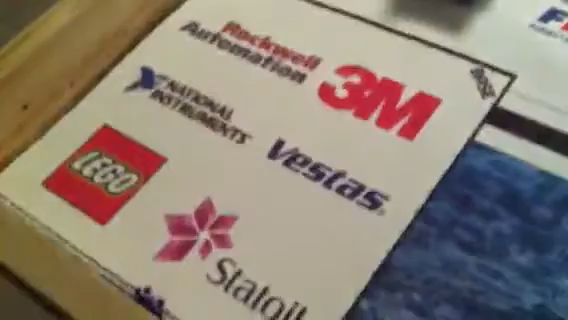 Rockwell
Automation
3M
NATIONAL
INSTRUMENTS
Vestas
LEGO
Statoil